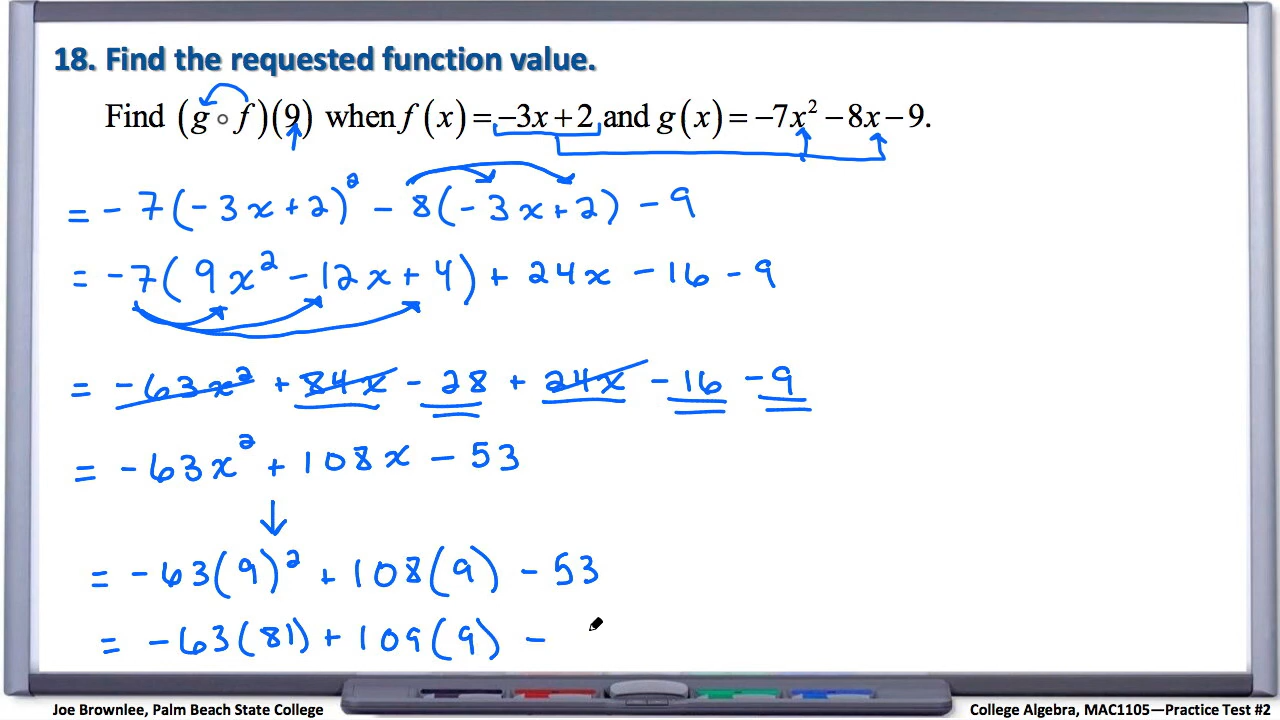 18. Find the requested function value.
Find (g ∘ f)(9) when f(x) = −3x + 2 and g(x) = −7x² − 8x − 9.
= −7(−3x + 2)² − 8(−3x + 2) − 9
= −7(9x² − 12x + 4) + 24x − 16 − 9
= −63x² + 84x − 28 + 24x − 16 − 9
= −63x² + 108x − 53
= −63(9)² + 108(9) − 53
= −63(81) + 109(9) −
Joe Brownlee, Palm Beach State College
College Algebra, MAC1105—Practice Test #2